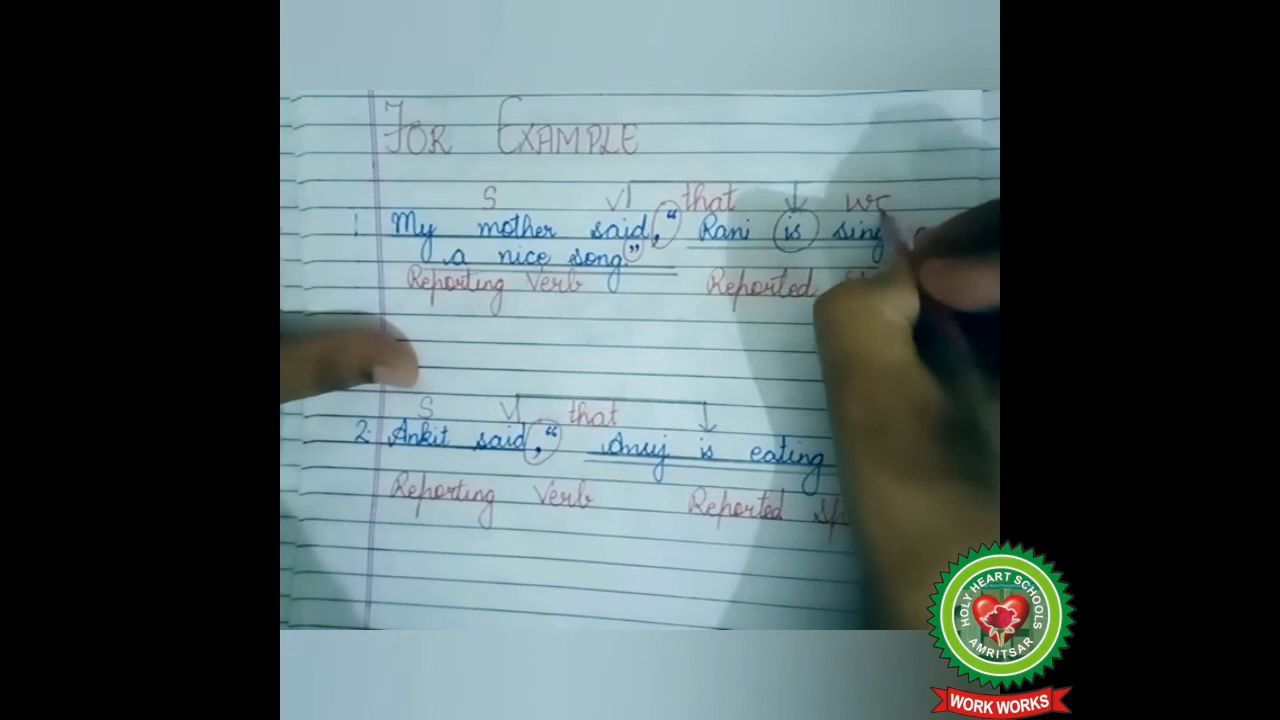 FOR EXAMPLE
S V that
1. My mother said, “ Rani is sing
a nice song.”
Reporting Verb Reported
S V that
2. Ankit said, “ Anuj is eating
Reporting Verb Reported
HOLY HEART SCHOOLS
AMRITSAR
WORK WORKS